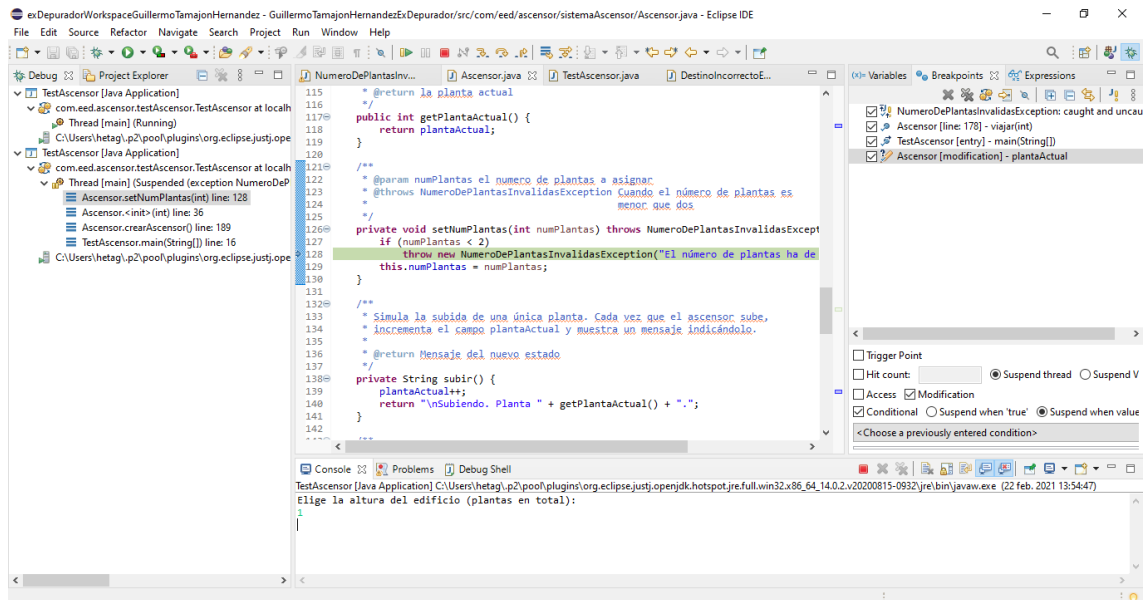 exDepuradorWorkspaceGuillermoTamajonHernandez - GuillermoTamajonHernandezExDepurador/src/com/eed/ascensor/sistemaAscensor/Ascensor.java - Eclipse IDE
File Edit Source Refactor Navigate Search Project Run Window Help
Debug Project Explorer
TestAscensor [Java Application]
com.eed.ascensor.testAscensor.TestAscensor at localh
Thread [main] (Running)
C:\Users\hetag\.p2\pool\plugins\org.eclipse.justj.ope
TestAscensor [Java Application]
com.eed.ascensor.testAscensor.TestAscensor at localh
Thread [main] (Suspended (exception NumeroDeP
Ascensor.setNumPlantas(int) line: 128
Ascensor.<init>(int) line: 36
Ascensor.crearAscensor() line: 189
TestAscensor.main(String[]) line: 16
C:\Users\hetag\.p2\pool\plugins\org.eclipse.justj.ope
NumeroDePlantasInv... Ascensor.java TestAscensor.java DestinoIncorrectoE...
115 * @return la planta actual
116 */
117 public int getPlantaActual() {
118 return plantaActual;
119 }
120
121 /**
122 * @param numPlantas el numero de plantas a asignar
123 * @throws NumeroDePlantasInvalidasException Cuando el número de plantas es
124 * menor que dos
125 */
126 private void setNumPlantas(int numPlantas) throws NumeroDePlantasInvalidasExcept
127 if (numPlantas < 2)
128 throw new NumeroDePlantasInvalidasException("El número de plantas ha de
129 this.numPlantas = numPlantas;
130 }
131
132 /**
133 * Simula la subida de una única planta. Cada vez que el ascensor sube,
134 * incrementa el campo plantaActual y muestra un mensaje indicándolo.
135 *
136 * @return Mensaje del nuevo estado
137 */
138 private String subir() {
139 plantaActual++;
140 return "\nSubiendo. Planta " + getPlantaActual() + ".";
141 }
142
(x)= Variables Breakpoints Expressions
NumeroDePlantasInvalidasException: caught and uncau
Ascensor [line: 178] - viajar(int)
TestAscensor [entry] - main(String[])
Ascensor [modification] - plantaActual
Trigger Point
Hit count: Suspend thread Suspend V
Access Modification
Conditional Suspend when 'true' Suspend when value
<Choose a previously entered condition>
Console Problems Debug Shell
TestAscensor [Java Application] C:\Users\hetag\.p2\pool\plugins\org.eclipse.justj.openjdk.hotspot.jre.full.win32.x86_64_14.0.2.v20200815-0932\jre\bin\javaw.exe (22 feb. 2021 13:54:47)
Elige la altura del edificio (plantas en total):
1